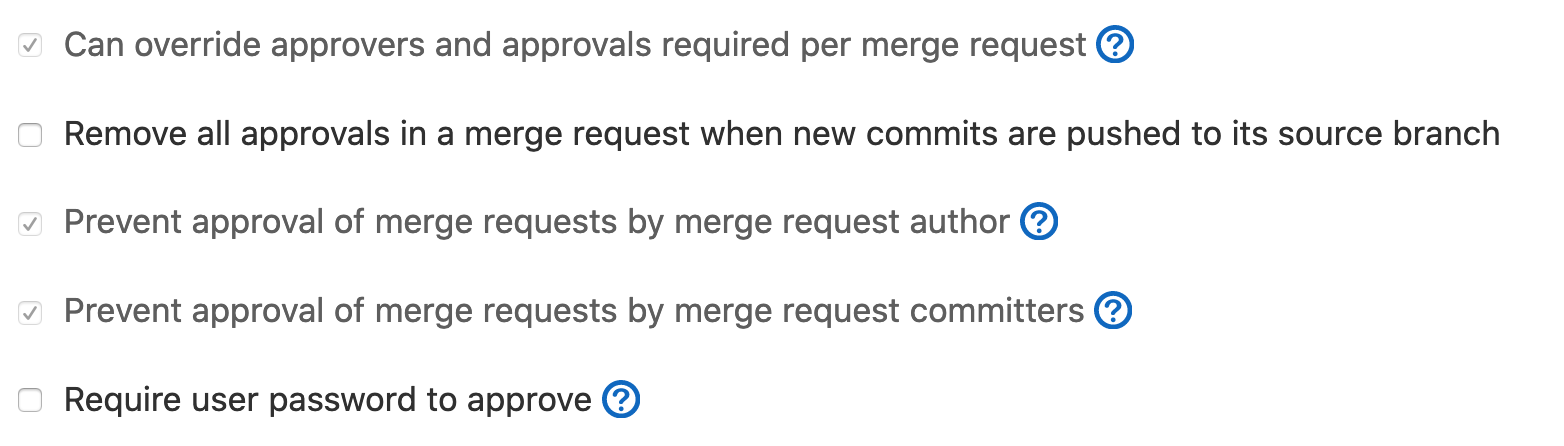 Can override approvers and approvals required per merge request ?
Remove all approvals in a merge request when new commits are pushed to its source branch
Prevent approval of merge requests by merge request author ?
Prevent approval of merge requests by merge request committers ?
Require user password to approve ?